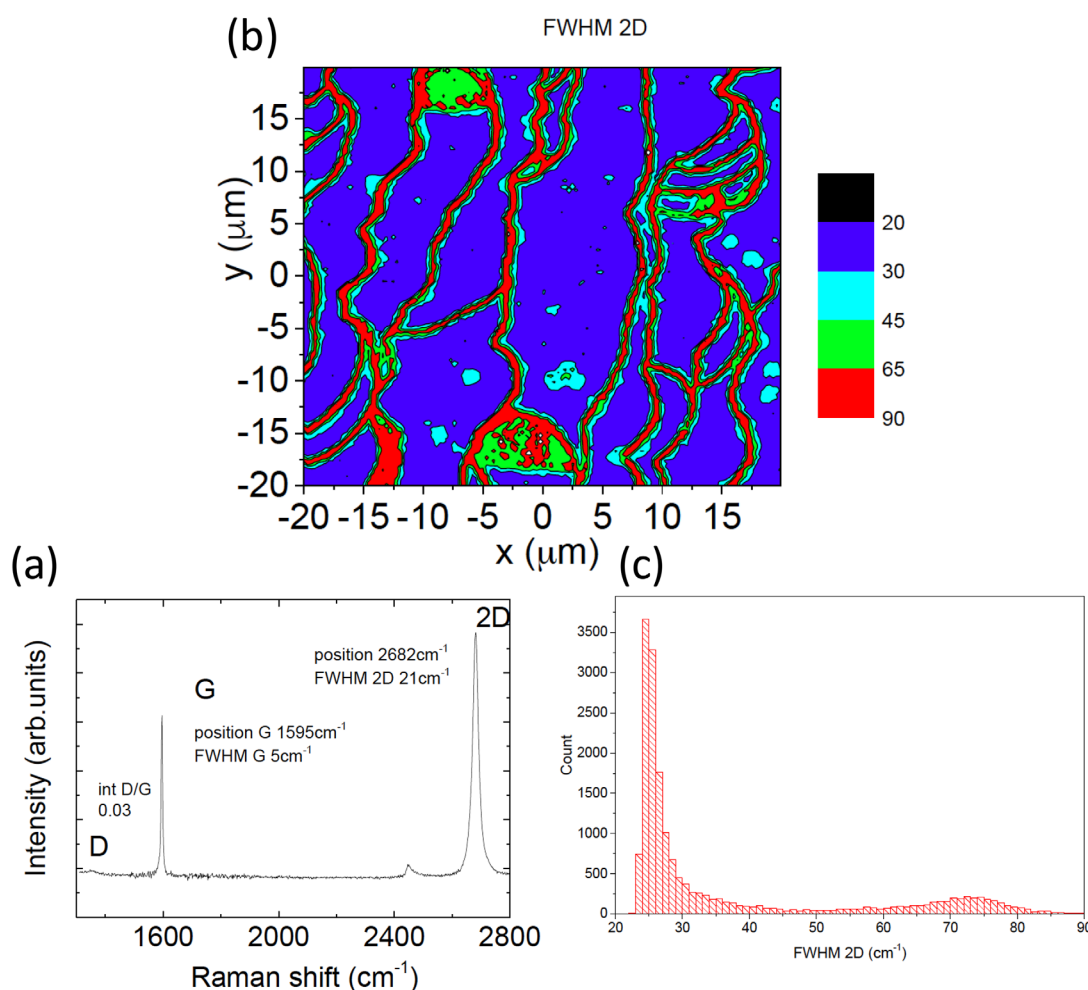 (b)
FWHM 2D
15
10
5
0
-5
-10
-15
-20
y (μm)
-20 -15 -10 -5 0 5 10 15
x (μm)
20
30
45
65
90
(a)
2D
position 2682cm⁻¹
FWHM 2D 21cm⁻¹
G
position G 1595cm⁻¹
FWHM G 5cm⁻¹
int D/G
0.03
D
Intensity (arb.units)
1600 2000 2400 2800
Raman shift (cm⁻¹)
(c)
3500
3000
2500
2000
1500
1000
500
0
Count
20 30 40 50 60 70 80 90
FWHM 2D (cm⁻¹)